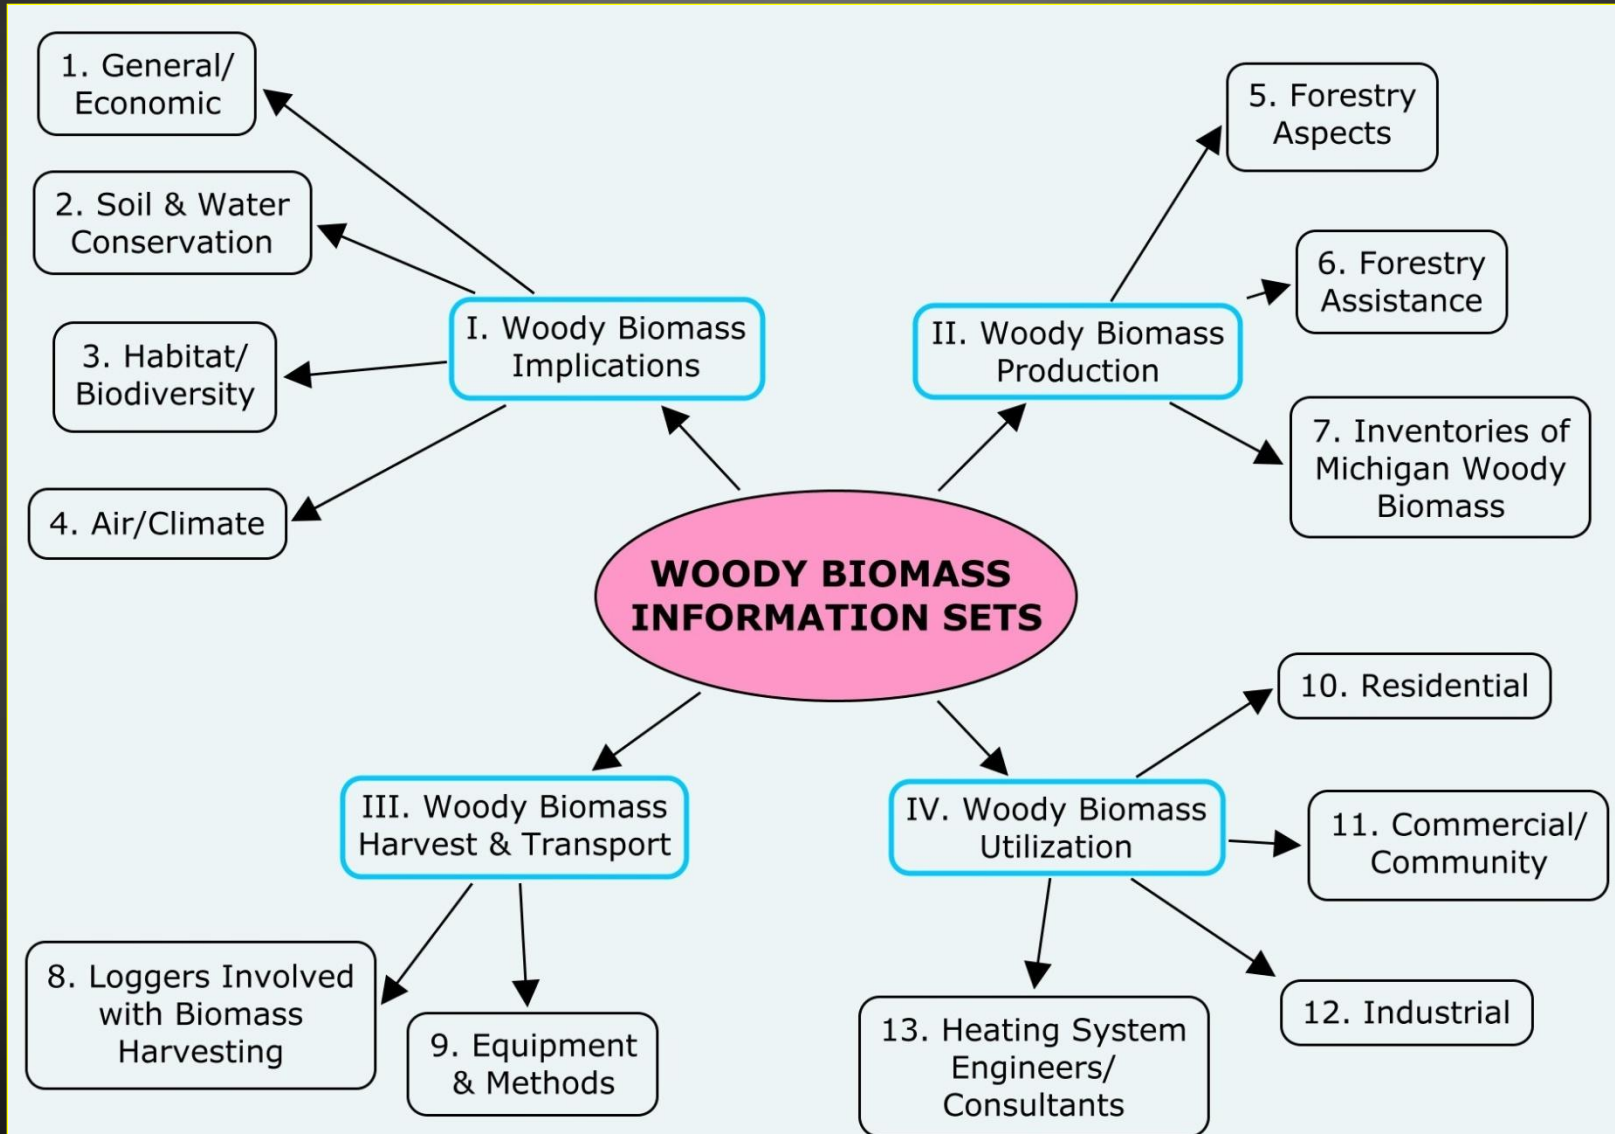 1. General/
Economic
2. Soil & Water
Conservation
3. Habitat/
Biodiversity
4. Air/Climate
I. Woody Biomass
Implications
II. Woody Biomass
Production
5. Forestry
Aspects
6. Forestry
Assistance
7. Inventories of
Michigan Woody
Biomass
WOODY BIOMASS
INFORMATION SETS
III. Woody Biomass
Harvest & Transport
8. Loggers Involved
with Biomass
Harvesting
9. Equipment
& Methods
IV. Woody Biomass
Utilization
10. Residential
11. Commercial/
Community
12. Industrial
13. Heating System
Engineers/
Consultants